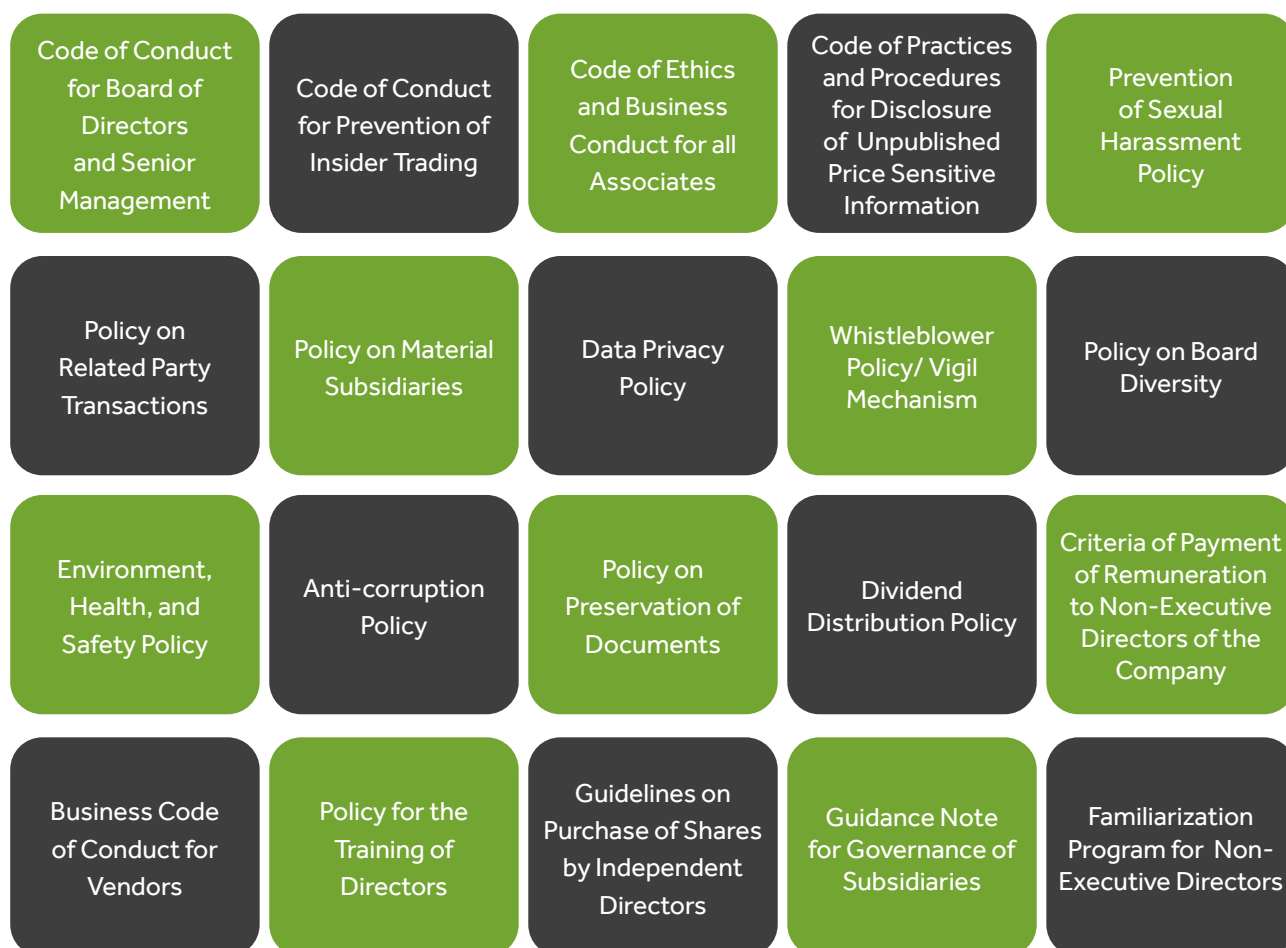 Code of Conduct
for Board of
Directors
and Senior
Management
Code of Conduct
for Prevention of
Insider Trading
Code of Ethics
and Business
Conduct for all
Associates
Code of Practices
and Procedures
for Disclosure
of Unpublished
Price Sensitive
Information
Prevention
of Sexual
Harassment
Policy
Policy on
Related Party
Transactions
Policy on Material
Subsidiaries
Data Privacy
Policy
Whistleblower
Policy/ Vigil
Mechanism
Policy on Board
Diversity
Environment,
Health, and
Safety Policy
Anti-corruption
Policy
Policy on
Preservation of
Documents
Dividend
Distribution Policy
Criteria of Payment
of Remuneration
to Non-Executive
Directors of the
Company
Business Code
of Conduct for
Vendors
Policy for the
Training of
Directors
Guidelines on
Purchase of Shares
by Independent
Directors
Guidance Note
for Governance of
Subsidiaries
Familiarization
Program for Non-
Executive Directors